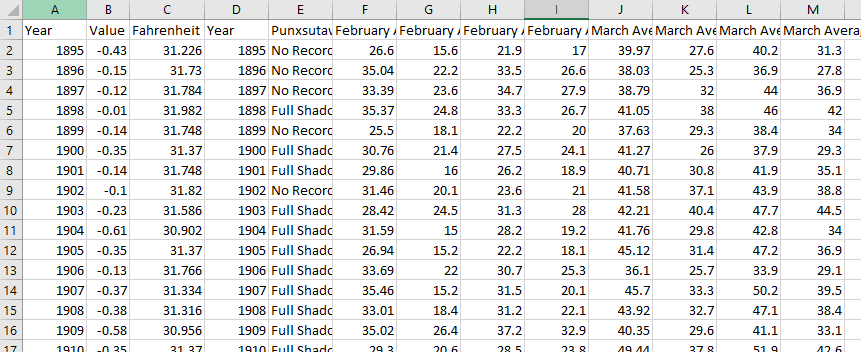 A B C D E F G H I J K L M
1 Year Value Fahrenheit Year Punxsutaw February A February A February A February A March Ave March Ave March Ave March Avera
2 1895 -0.43 31.226 1895 No Record 26.6 15.6 21.9 17 39.97 27.6 40.2 31.3
3 1896 -0.15 31.73 1896 No Record 35.04 22.2 33.5 26.6 38.03 25.3 36.9 27.8
4 1897 -0.12 31.784 1897 No Record 33.39 23.6 34.7 27.9 38.79 32 44 36.9
5 1898 -0.01 31.982 1898 Full Shado 35.37 24.8 33.3 26.7 41.05 38 46 42
6 1899 -0.14 31.748 1899 No Record 25.5 18.1 22.2 20 37.63 29.3 38.4 34
7 1900 -0.35 31.37 1900 Full Shado 30.76 21.4 27.5 24.1 41.27 26 37.9 29.3
8 1901 -0.14 31.748 1901 Full Shado 29.86 16 26.2 18.9 40.71 30.8 41.9 35.1
9 1902 -0.1 31.82 1902 No Record 31.46 20.1 23.6 21 41.58 37.1 43.9 38.8
10 1903 -0.23 31.586 1903 Full Shado 28.42 24.5 31.3 28 42.21 40.4 47.7 44.5
11 1904 -0.61 30.902 1904 Full Shado 31.59 15 28.2 19.2 41.76 29.8 42.8 34
12 1905 -0.35 31.37 1905 Full Shado 26.94 15.2 22.2 18.1 45.12 31.4 47.2 36.9
13 1906 -0.13 31.766 1906 Full Shado 33.69 22 30.7 25.3 36.1 25.7 33.9 29.1
14 1907 -0.37 31.334 1907 Full Shado 35.46 15.2 31.5 20.1 45.7 33.3 50.2 39.5
15 1908 -0.38 31.316 1908 Full Shado 33.01 18.4 31.2 22.1 43.92 32.7 47.1 38.4
16 1909 -0.58 30.956 1909 Full Shado 35.02 26.4 37.2 32.9 40.35 29.6 41.1 33.1
17 1910 -0.35 31.37 1910 Full Shado 29.3 20.6 28.5 23.8 49.44 37.8 51.9 42.6